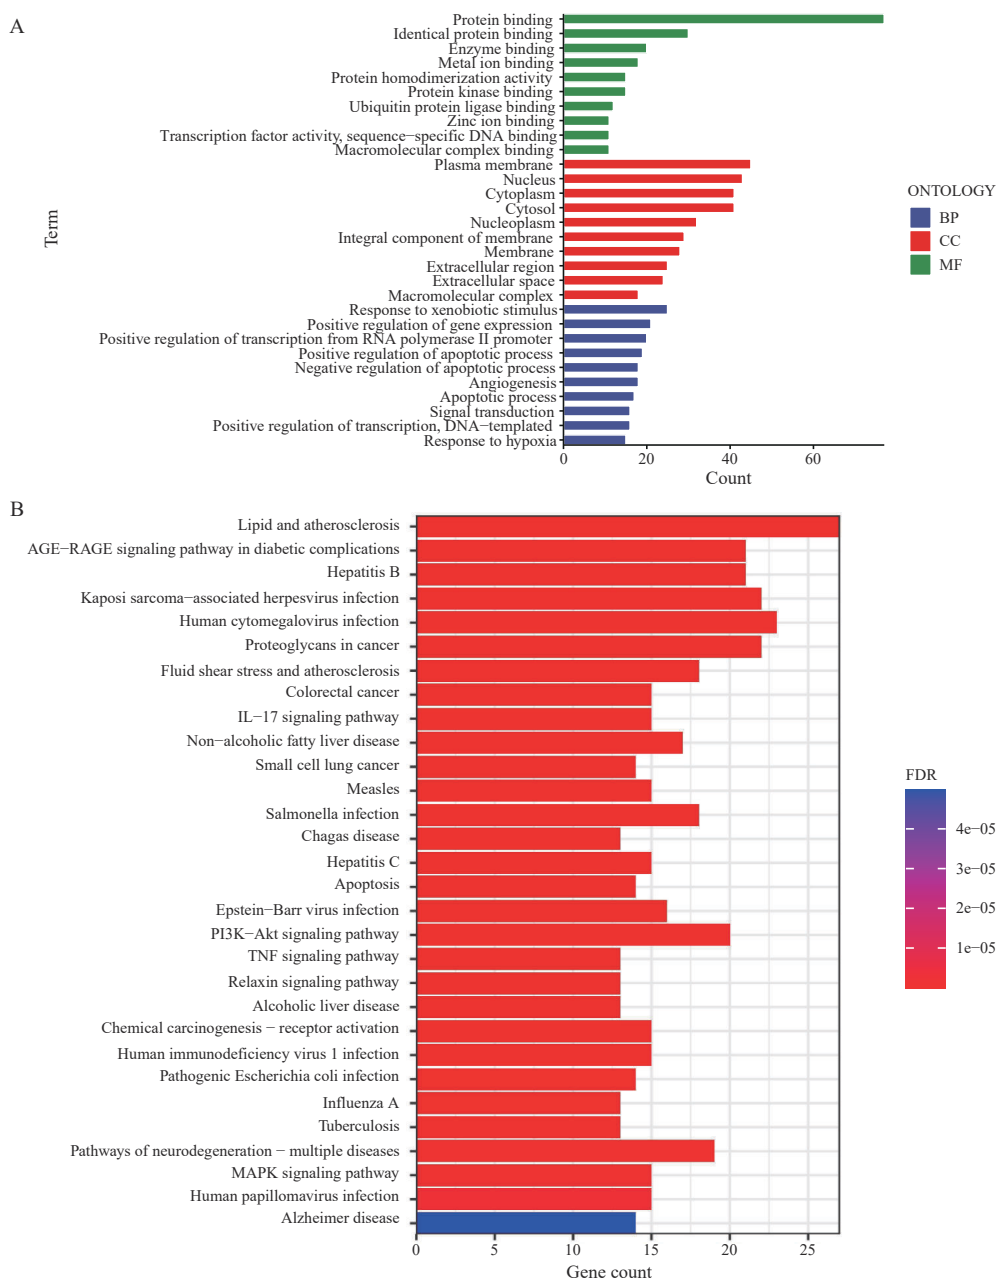 A
Protein binding
Identical protein binding
Enzyme binding
Metal ion binding
Protein homodimerization activity
Protein kinase binding
Ubiquitin protein ligase binding
Zinc ion binding
Transcription factor activity, sequence−specific DNA binding
Macromolecular complex binding
Plasma membrane
Nucleus
Cytoplasm
Cytosol
Nucleoplasm
Integral component of membrane
Membrane
Extracellular region
Extracellular space
Macromolecular complex
Response to xenobiotic stimulus
Positive regulation of gene expression
Positive regulation of transcription from RNA polymerase II promoter
Positive regulation of apoptotic process
Negative regulation of apoptotic process
Angiogenesis
Apoptotic process
Signal transduction
Positive regulation of transcription, DNA−templated
Response to hypoxia
Term
0 20 40 60
Count
ONTOLOGY
BP
CC
MF
B
Lipid and atherosclerosis
AGE−RAGE signaling pathway in diabetic complications
Hepatitis B
Kaposi sarcoma−associated herpesvirus infection
Human cytomegalovirus infection
Proteoglycans in cancer
Fluid shear stress and atherosclerosis
Colorectal cancer
IL−17 signaling pathway
Non−alcoholic fatty liver disease
Small cell lung cancer
Measles
Salmonella infection
Chagas disease
Hepatitis C
Apoptosis
Epstein−Barr virus infection
PI3K−Akt signaling pathway
TNF signaling pathway
Relaxin signaling pathway
Alcoholic liver disease
Chemical carcinogenesis − receptor activation
Human immunodeficiency virus 1 infection
Pathogenic Escherichia coli infection
Influenza A
Tuberculosis
Pathways of neurodegeneration − multiple diseases
MAPK signaling pathway
Human papillomavirus infection
Alzheimer disease
0 5 10 15 20 25
Gene count
FDR
4e−05
3e−05
2e−05
1e−05